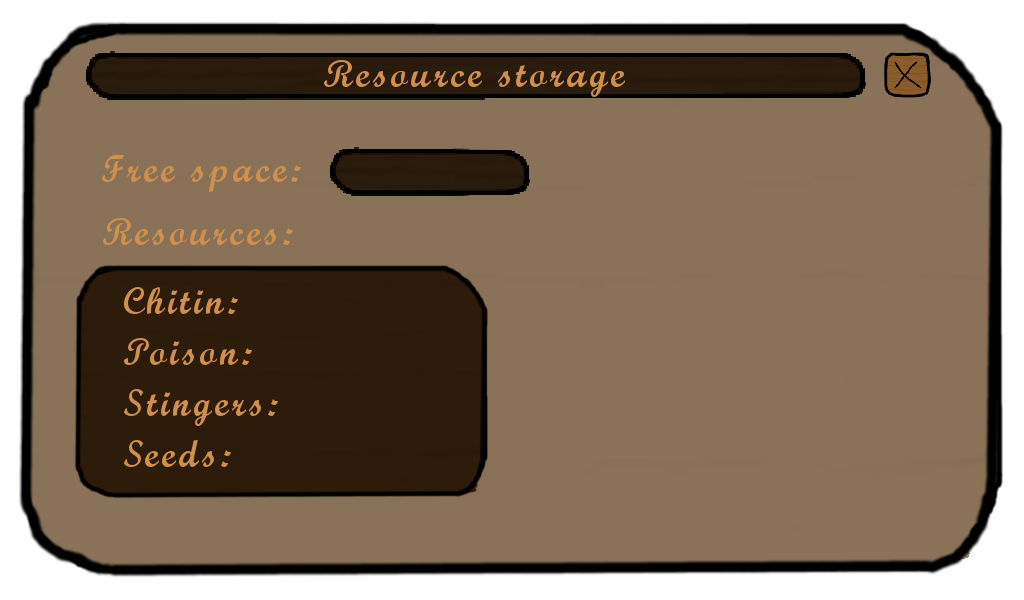 Resource storage
Free space:
Resources:
Chitin:
Poison:
Stingers:
Seeds: